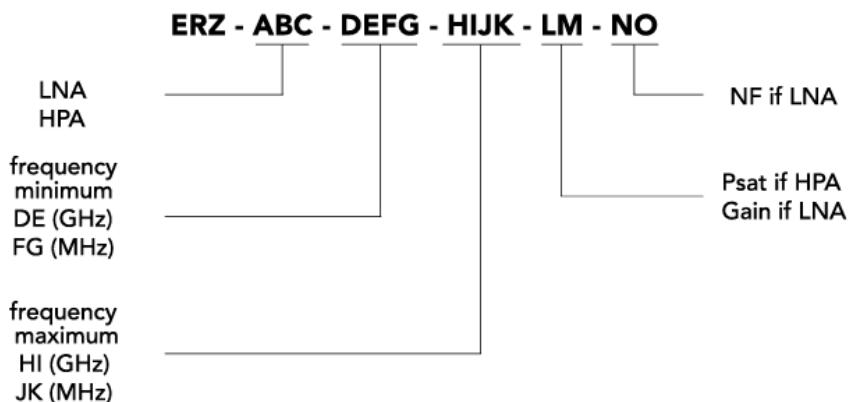 ERZ - ABC - DEFG - HIJK - LM - NO
LNA
HPA
frequency
minimum
DE (GHz)
FG (MHz)
frequency
maximum
HI (GHz)
JK (MHz)
NF if LNA
Psat if HPA
Gain if LNA